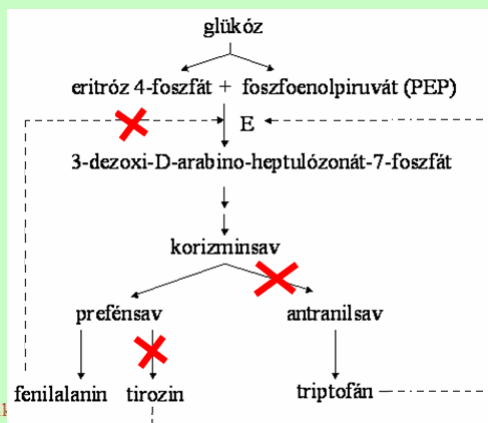 glükóz
eritróz 4-foszfát + foszfoenolpiruvát (PEP)
E
3-dezoxi-D-arabino-heptulózonát-7-foszfát
korizminsav
prefénsav antranilsav
fenilalanin tirozin triptofán